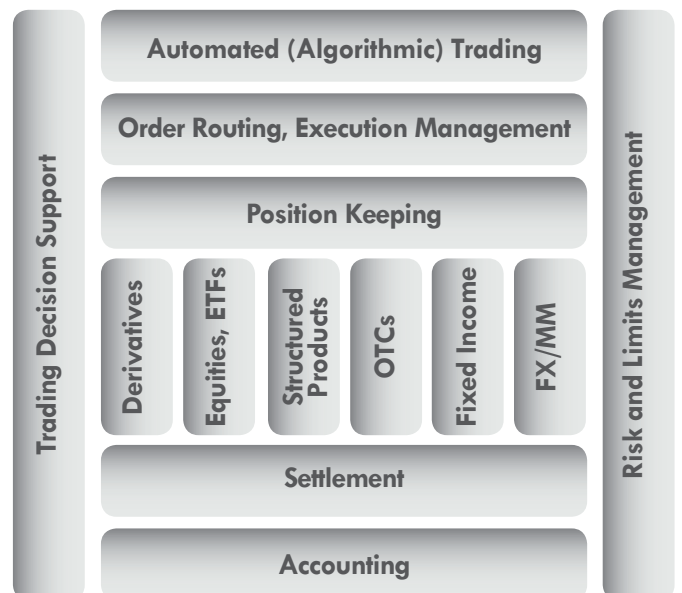 Trading Decision Support
Automated (Algorithmic) Trading
Order Routing, Execution Management
Position Keeping
Derivatives
Equities, ETFs
Structured
Products
OTCs
Fixed Income
FX/MM
Settlement
Accounting
Risk and Limits Management